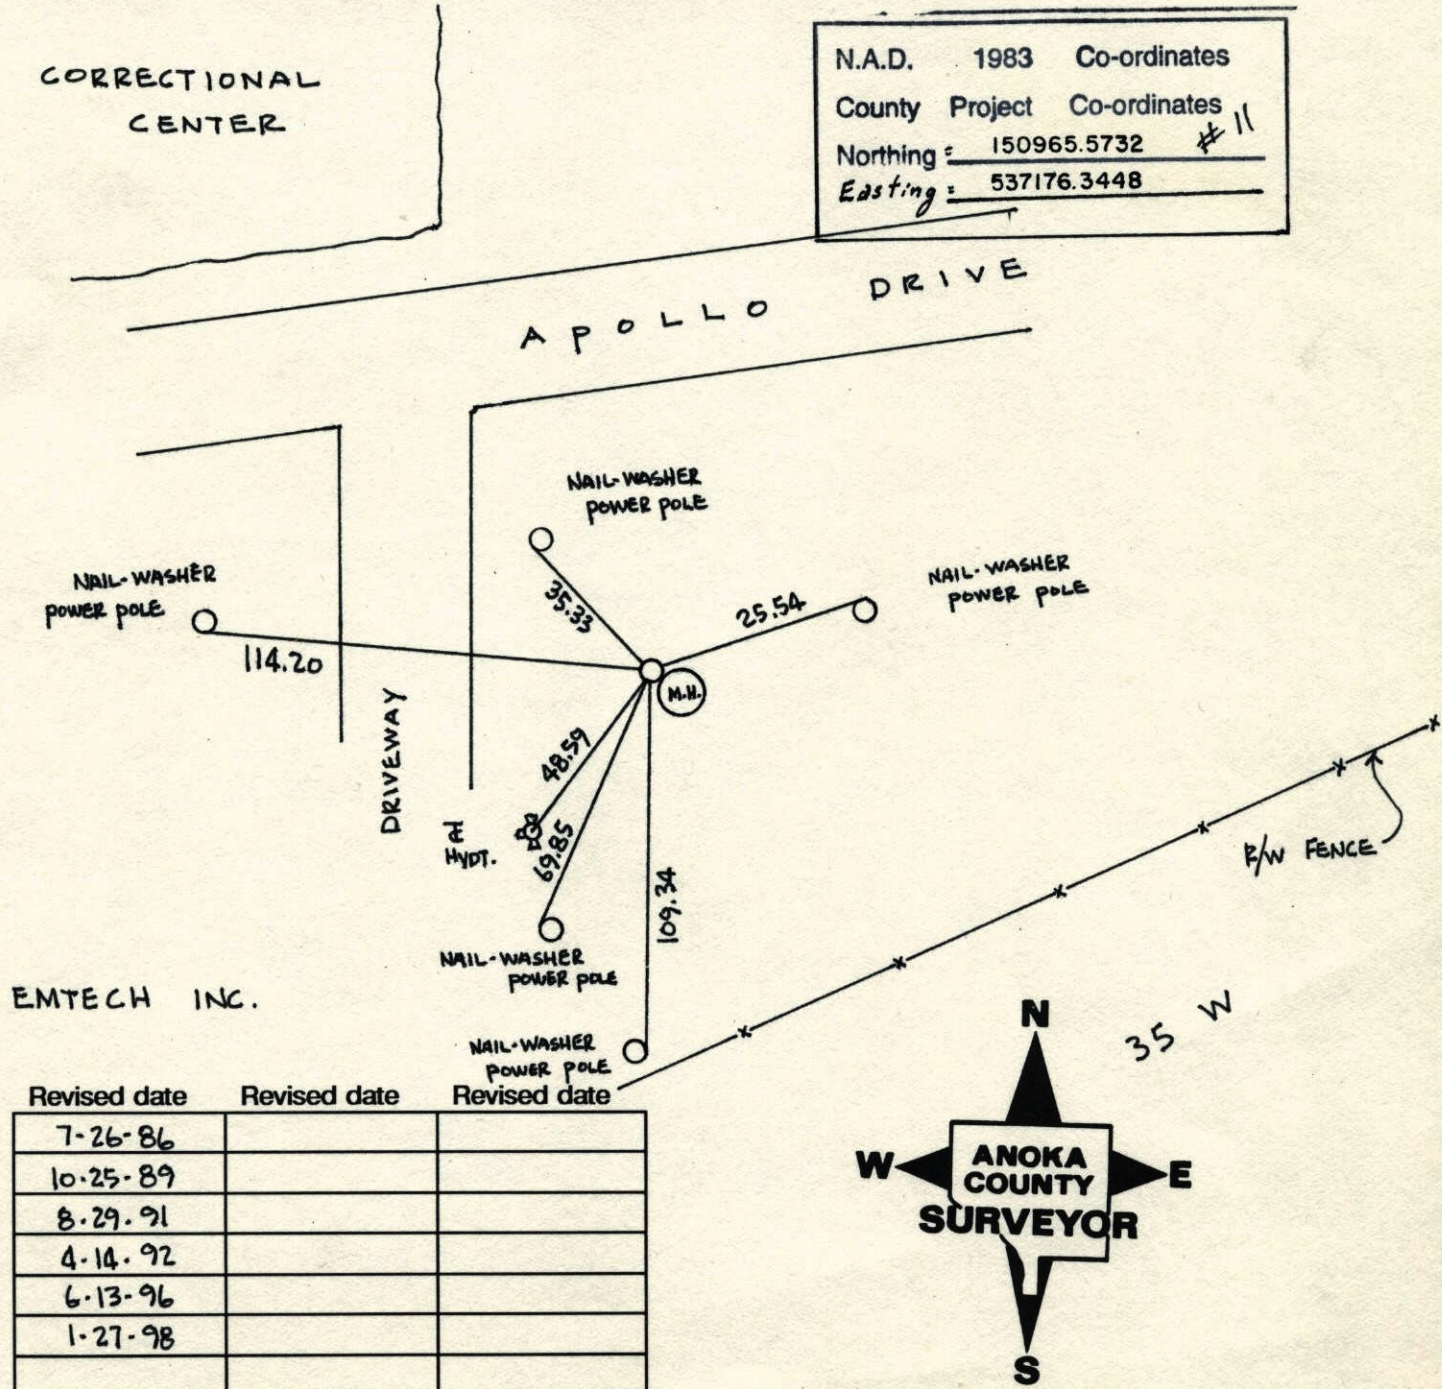 CORRECTIONAL
CENTER
N.A.D. 1983 Co-ordinates
County Project Co-ordinates
# 11
Northing = 150965.5732
Easting = 537176.3448
APOLLO DRIVE
NAIL-WASHER
POWER POLE
NAIL-WASHER
POWER POLE
NAIL-WASHER
POWER POLE
35.33
25.54
114.20
M.H.
DRIVEWAY
48.59
HYDT.
69.85
109.34
R/W FENCE
NAIL-WASHER
POWER POLE
EMTECH INC.
NAIL-WASHER
POWER POLE
35 W
Revised date Revised date Revised date
7-26-86
10-25-89
8-29-91
4-14-92
6-13-96
1-27-98
N
W
E
ANOKA
COUNTY
SURVEYOR
S